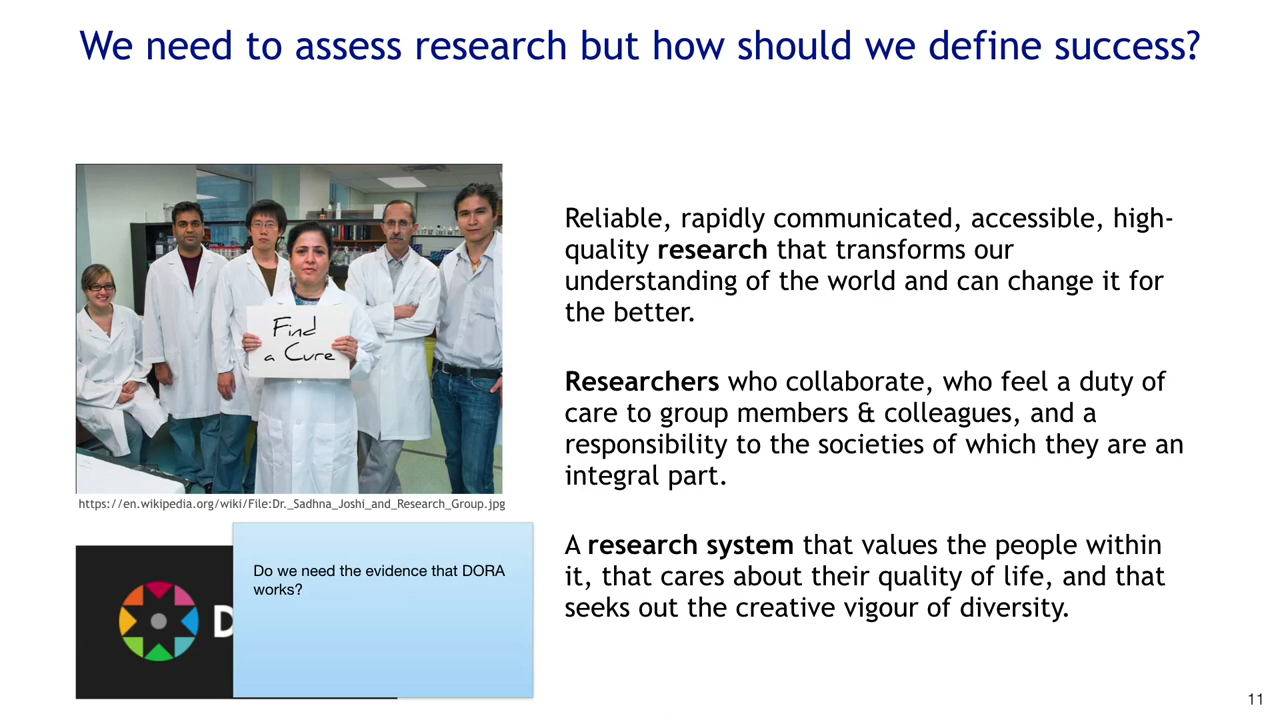 We need to assess research but how should we define success?
Find
a Cure
https://en.wikipedia.org/wiki/File:Dr._Sadhna_Joshi_and_Research_Group.jpg
D
Do we need the evidence that DORA
works?
Reliable, rapidly communicated, accessible, high-
quality research that transforms our
understanding of the world and can change it for
the better.
Researchers who collaborate, who feel a duty of
care to group members & colleagues, and a
responsibility to the societies of which they are an
integral part.
A research system that values the people within
it, that cares about their quality of life, and that
seeks out the creative vigour of diversity.
11